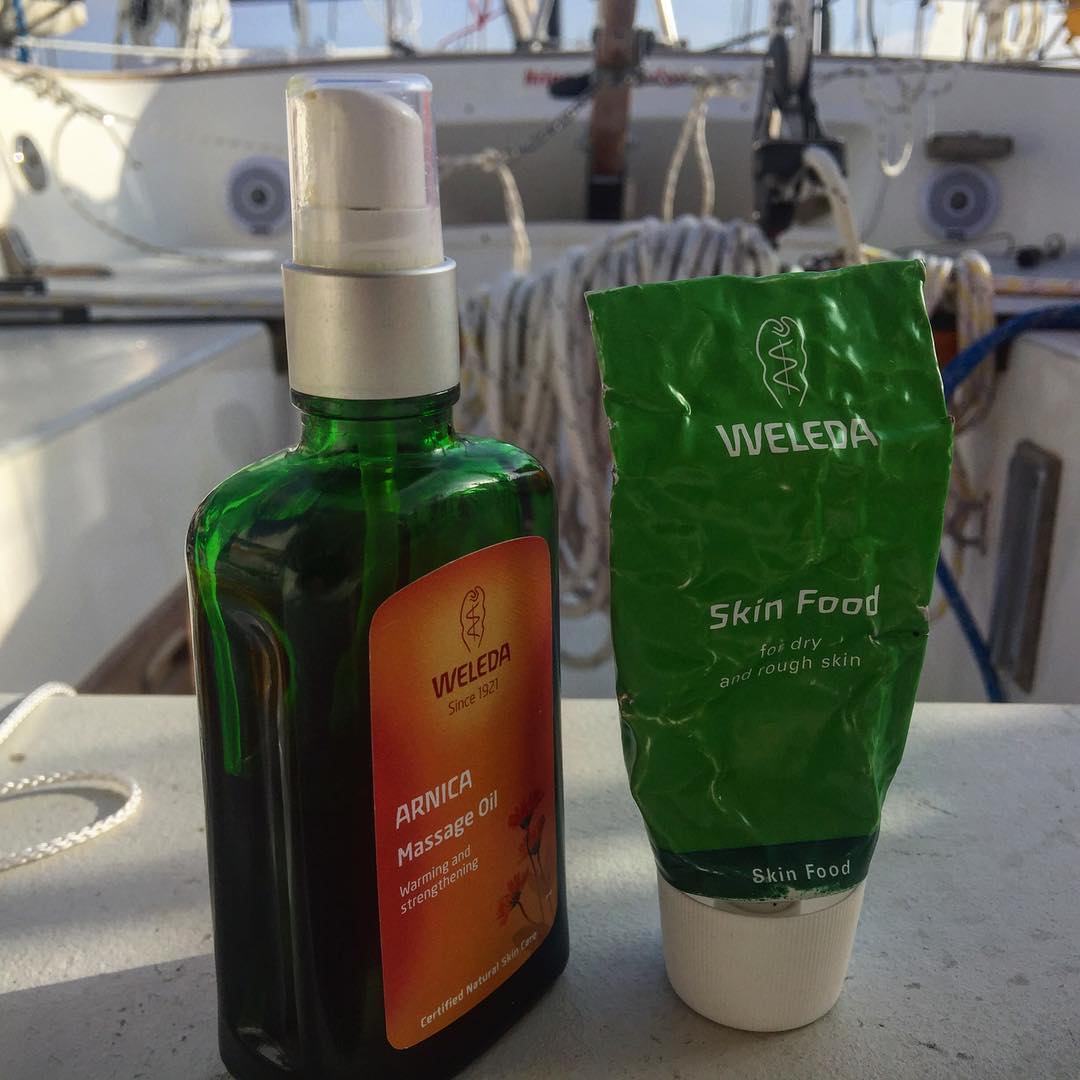 WELEDA
Since 1921
ARNICA
Massage Oil
Warming and
strengthening
Certified Natural Skin Care
WELEDA
Skin Food
for dry
and rough skin
Skin Food